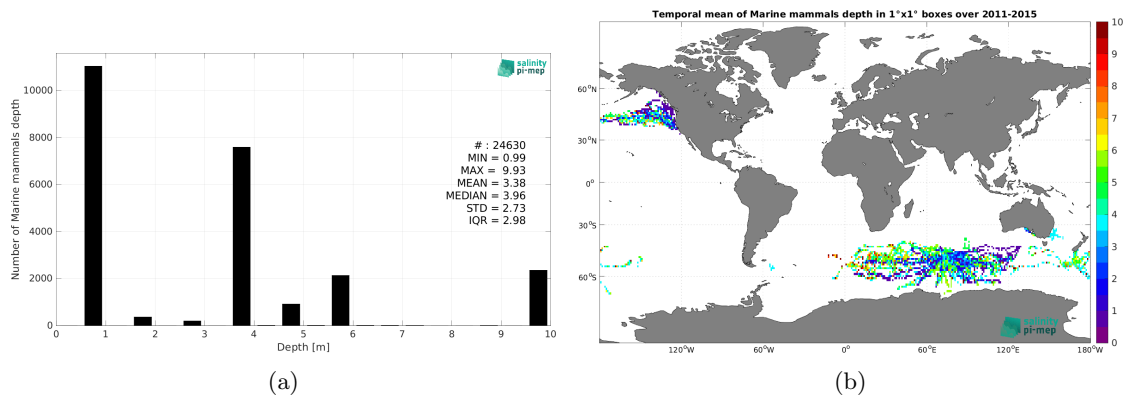 salinity
pi-mep
10000
8000
6000
4000
2000
0
Number of Marine mammals depth
# : 24630
MIN = 0.99
MAX = 9.93
MEAN = 3.38
MEDIAN = 3.96
STD = 2.73
IQR = 2.98
0 1 2 3 4 5 6 7 8 9 10
Depth [m]
(a)
Temporal mean of Marine mammals depth in 1°x1° boxes over 2011-2015
60°N
30°N
0°
30°S
60°S
120°W 60°W 0° 60°E 120°E 180°W
salinity
pi-mep
10
9
8
7
6
5
4
3
2
1
0
(b)